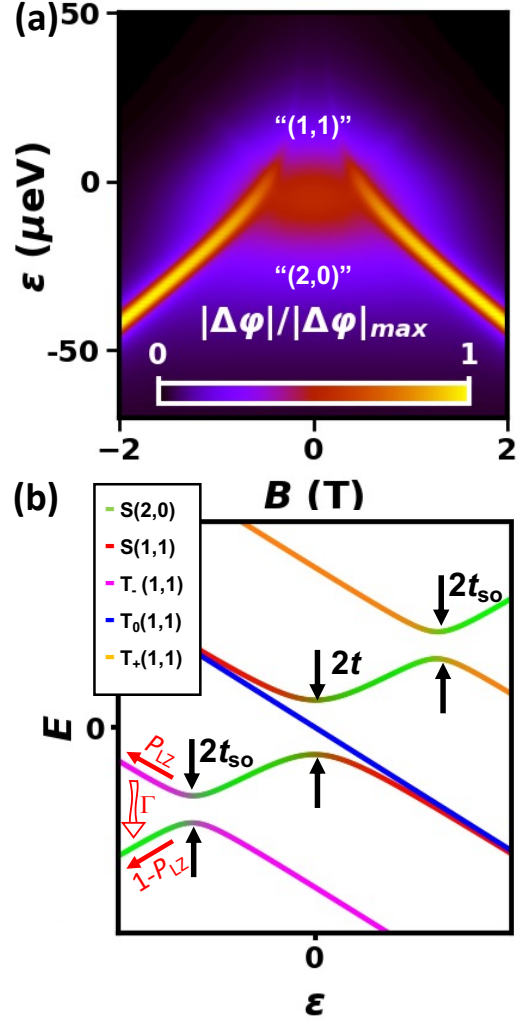 (a)
50
0
-50
ε (μeV)
“(1,1)”
“(2,0)”
|Δφ|/|Δφ|max
0 1
−2 0 2
B (T)
(b)
S(2,0)
S(1,1)
T₋ (1,1)
T₀(1,1)
T₊(1,1)
2tso
2t
2tso
E
0
PLZ
Γ
1-PLZ
0
ε